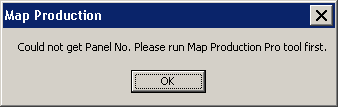 Map Production
Could not get Panel No. Please run Map Production Pro tool first.
OK